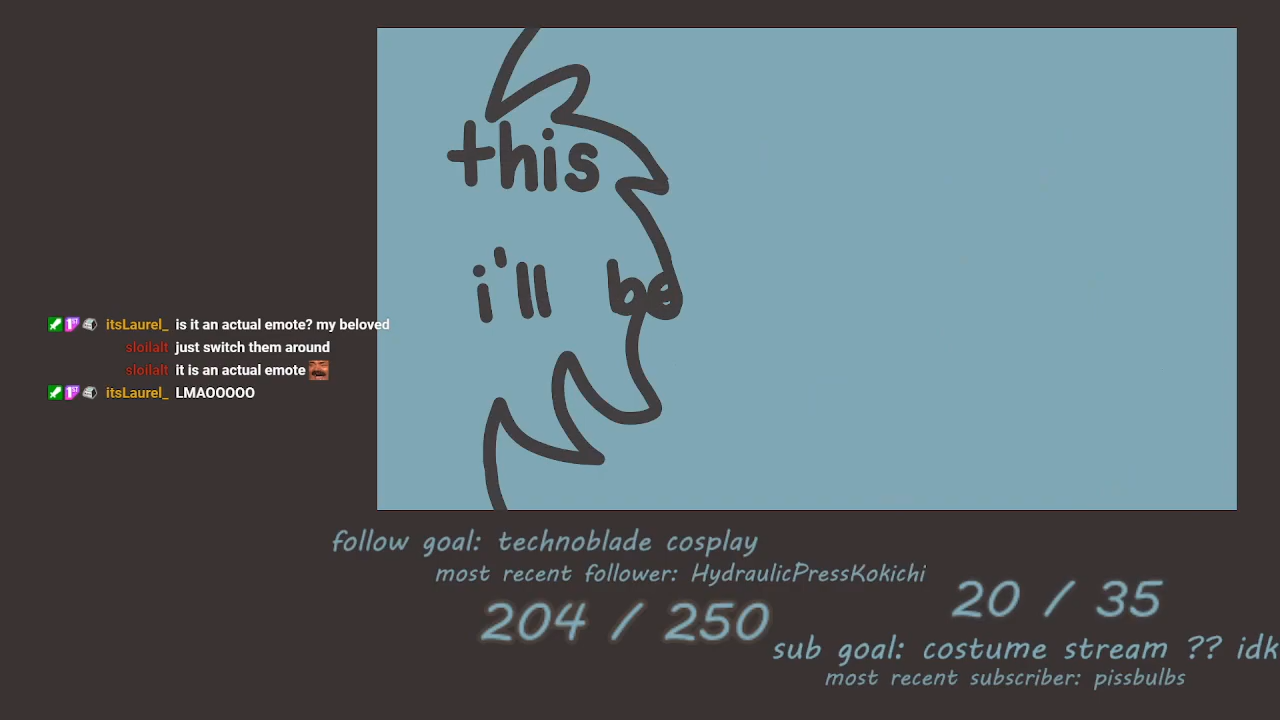 this
i'll be
itsLaurel_ is it an actual emote? my beloved
sloilalt just switch them around
sloilalt it is an actual emote
itsLaurel_ LMAOOOOO
follow goal: technoblade cosplay
most recent follower: HydraulicPressKokichi
204 / 250
20 / 35
sub goal: costume stream ?? idk
most recent subscriber: pissbulbs